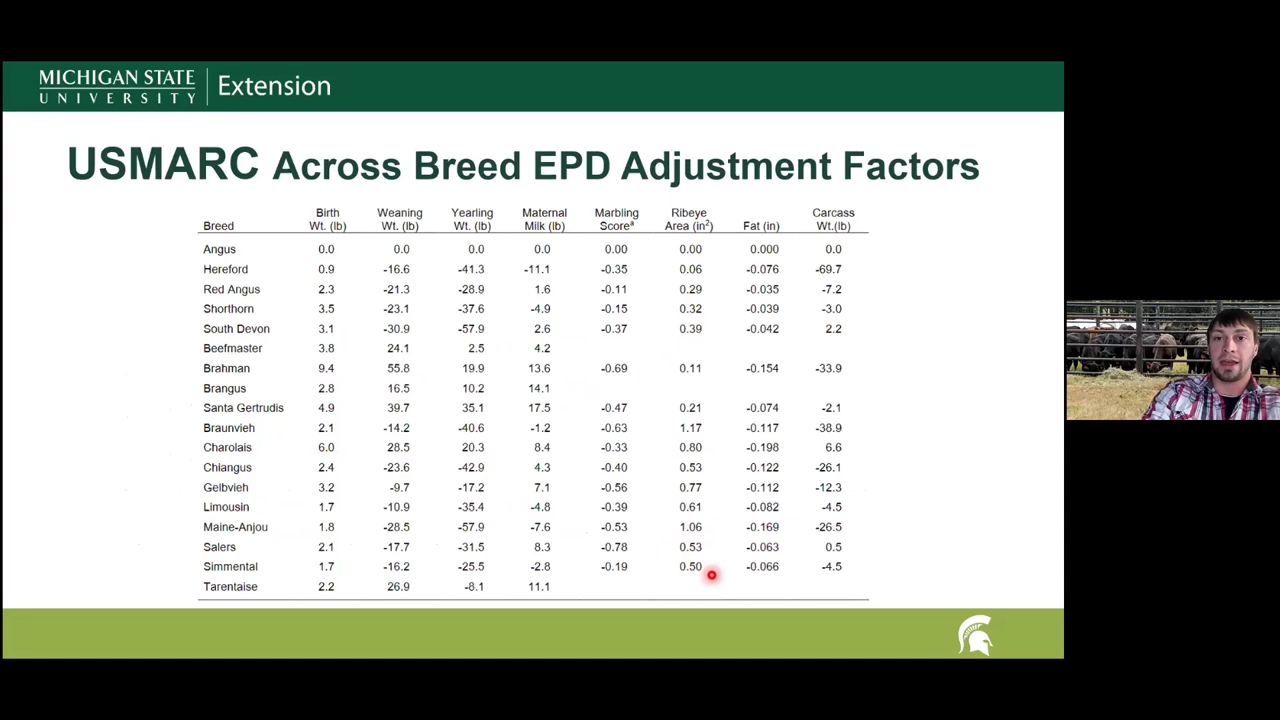 MICHIGAN STATE
UNIVERSITY
Extension
USMARC Across Breed EPD Adjustment Factors
Breed Birth Wt. (lb) Weaning Wt. (lb) Yearling Wt. (lb) Maternal Milk (lb) Marbling Scoreᵃ Ribeye Area (in²) Fat (in) Carcass Wt.(lb)
Angus 0.0 0.0 0.0 0.0 0.00 0.00 0.000 0.0
Hereford 0.9 -16.6 -41.3 -11.1 -0.35 0.06 -0.076 -69.7
Red Angus 2.3 -21.3 -28.9 1.6 -0.11 0.29 -0.035 -7.2
Shorthorn 3.5 -23.1 -37.6 -4.9 -0.15 0.32 -0.039 -3.0
South Devon 3.1 -30.9 -57.9 2.6 -0.37 0.39 -0.042 2.2
Beefmaster 3.8 24.1 2.5 4.2
Brahman 9.4 55.8 19.9 13.6 -0.69 0.11 -0.154 -33.9
Brangus 2.8 16.5 10.2 14.1
Santa Gertrudis 4.9 39.7 35.1 17.5 -0.47 0.21 -0.074 -2.1
Braunvieh 2.1 -14.2 -40.6 -1.2 -0.63 1.17 -0.117 -38.9
Charolais 6.0 28.5 20.3 8.4 -0.33 0.80 -0.198 6.6
Chiangus 2.4 -23.6 -42.9 4.3 -0.40 0.53 -0.122 -26.1
Gelbvieh 3.2 -9.7 -17.2 7.1 -0.56 0.77 -0.112 -12.3
Limousin 1.7 -10.9 -35.4 -4.8 -0.39 0.61 -0.082 -4.5
Maine-Anjou 1.8 -28.5 -57.9 -7.6 -0.53 1.06 -0.169 -26.5
Salers 2.1 -17.7 -31.5 8.3 -0.78 0.53 -0.063 0.5
Simmental 1.7 -16.2 -25.5 -2.8 -0.19 0.50 -0.066 -4.5
Tarentaise 2.2 26.9 -8.1 11.1